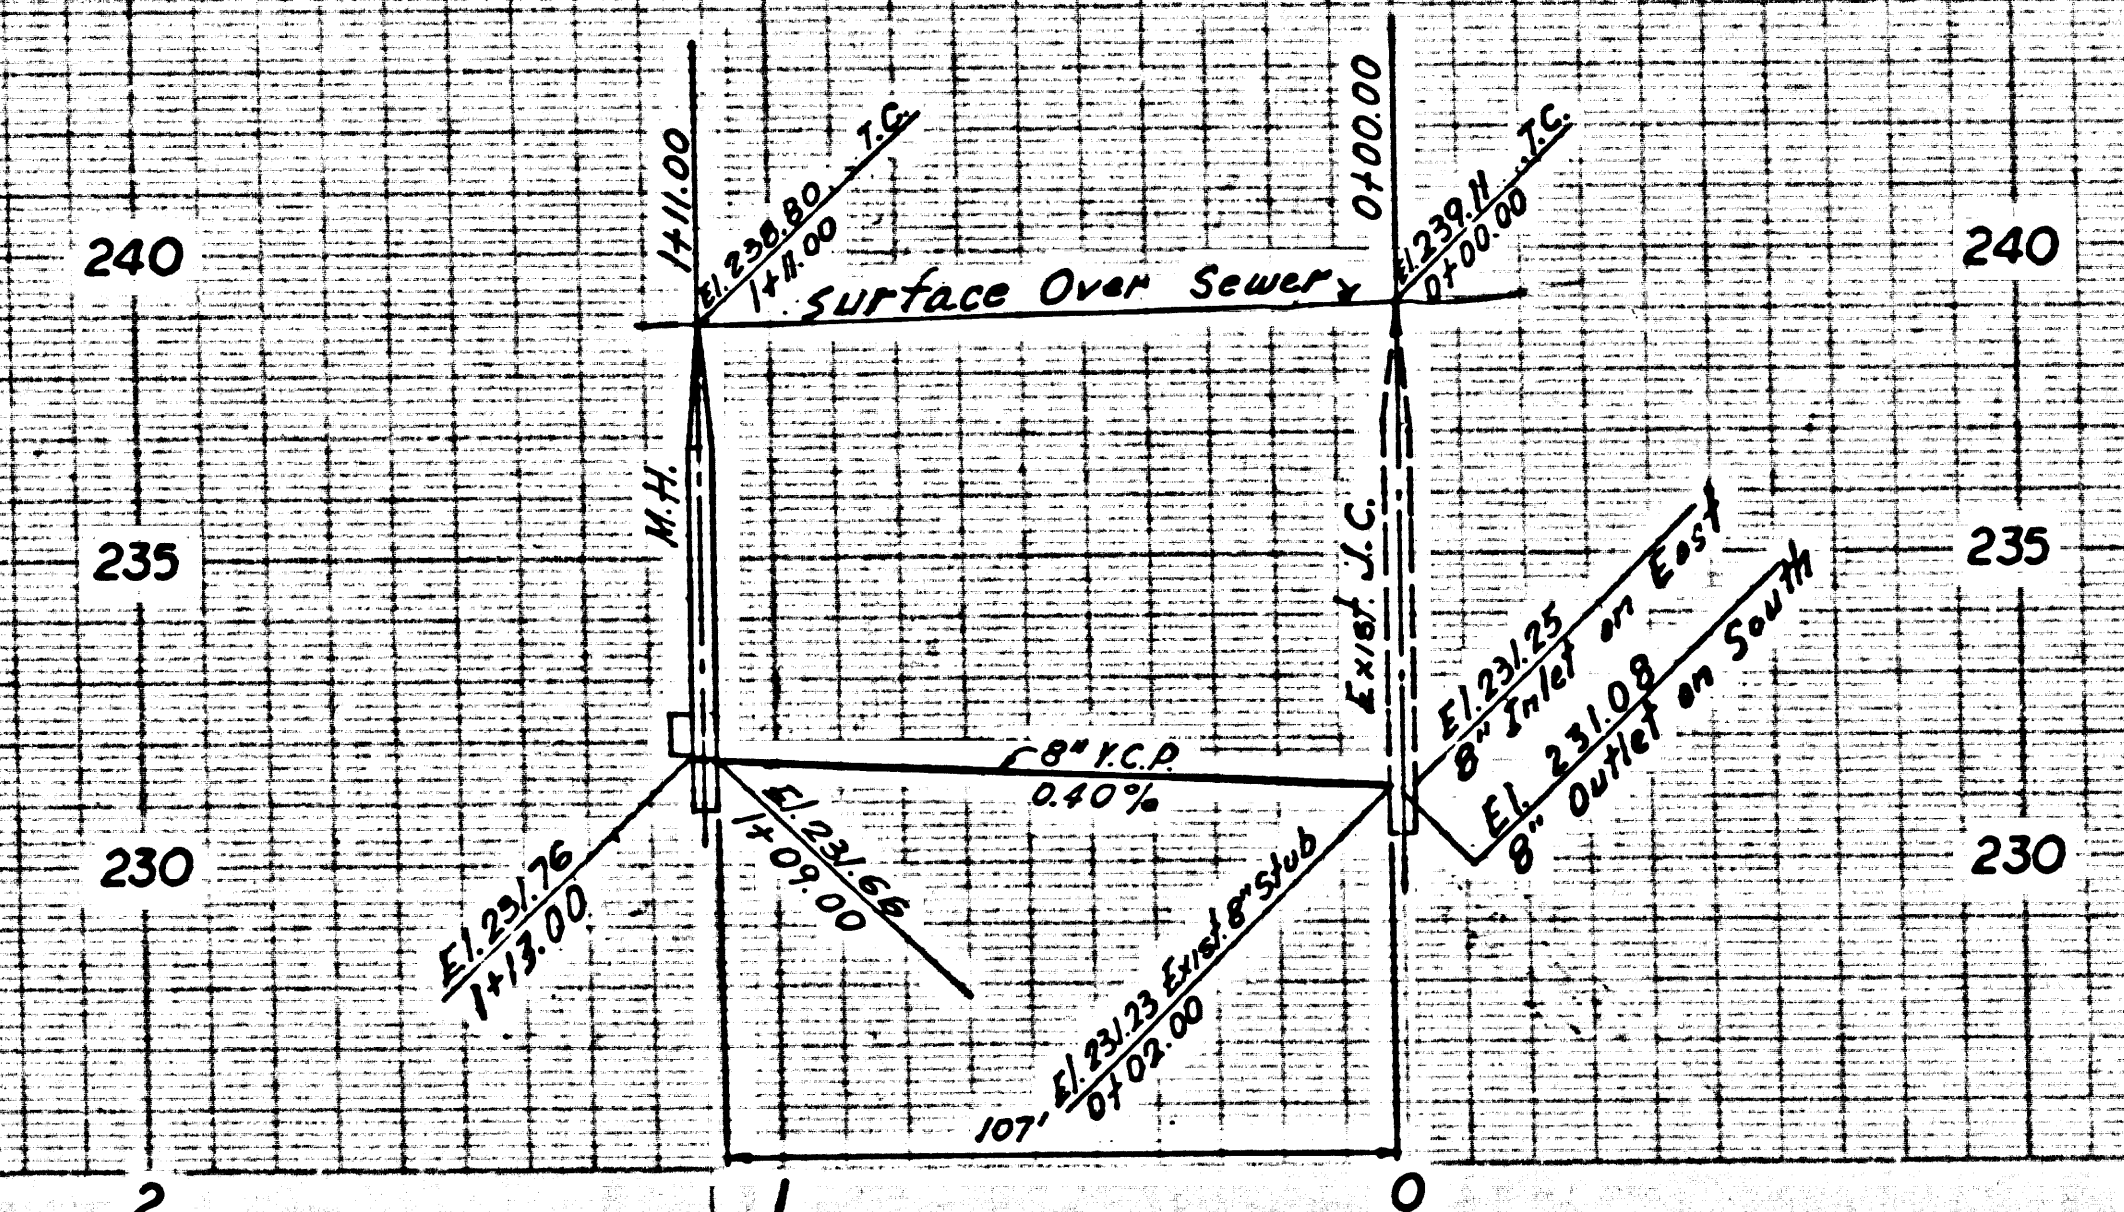 1+11.00
El. 238.80 . . T.C.
1+11.00
0+00.00
El. 239.11 ... T.C.
0+00.00
240
240
Surface Over Sewer
M.H.
Exist. J.C.
235
235
El. 231.25
8" Inlet on East
El. 231.08
8" Outlet on South
8" V.C.P.
0.40%
El. 231.66
1+09.00
230
230
El. 231.76
1+13.00
El. 231.23 Exist. 8" Stub
0+02.00
107'
2
1
0